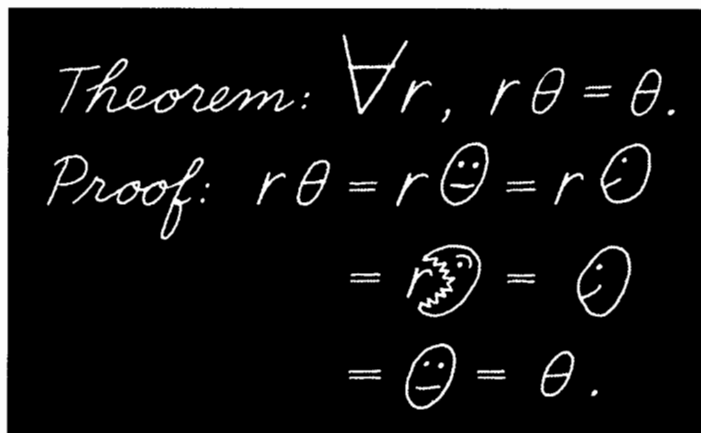 Theorem: ∀r, rθ = θ.
Proof: rθ = r = r
= r =
= = θ.